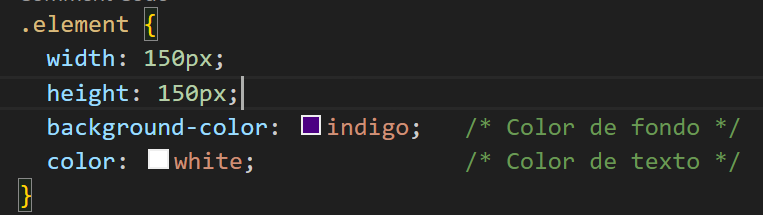 .element {
  width: 150px;
  height: 150px;
  background-color: indigo;   /* Color de fondo */
  color: white;               /* Color de texto */
}